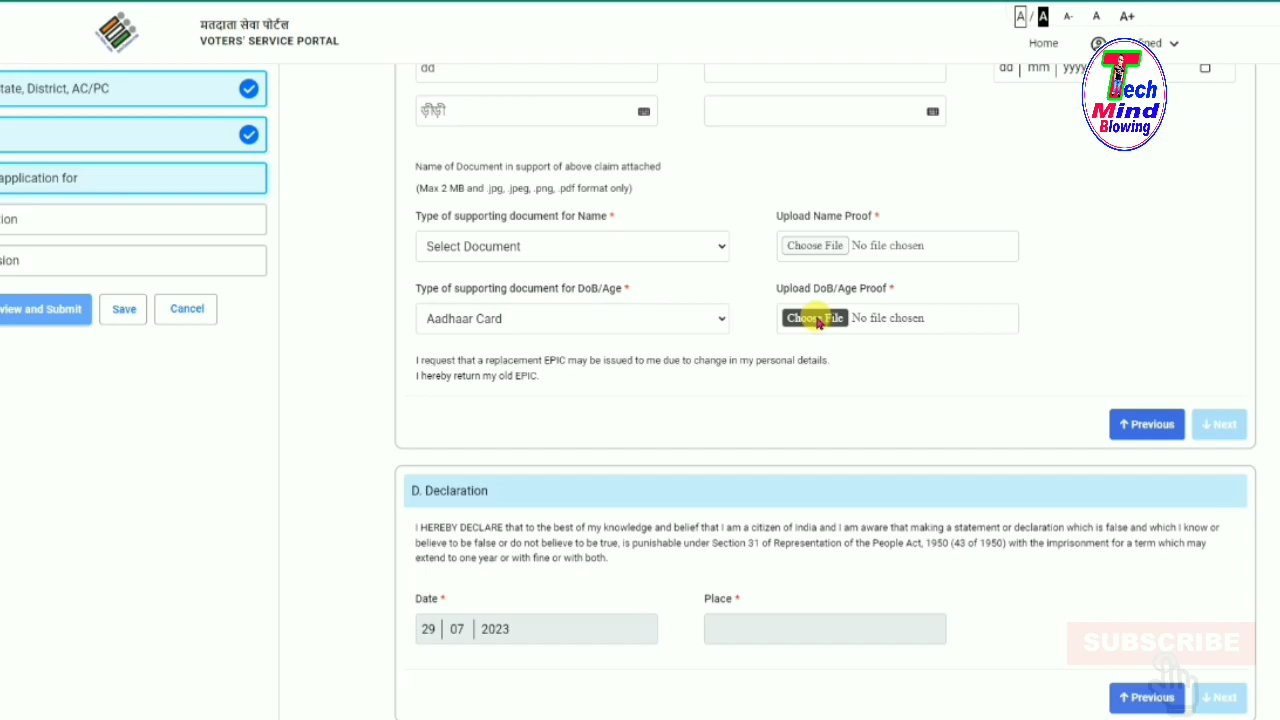 मतदाता सेवा पोर्टल
VOTERS' SERVICE PORTAL
A / A A- A A+
Home
tate, District, AC/PC
application for
tion
sion
view and Submit
Save
Cancel
dd
dd mm yyyy
ड़ीड़ी
Tech
Mind
Blowing
Name of Document in support of above claim attached
(Max 2 MB and .jpg, .jpeg, .png, .pdf format only)
Type of supporting document for Name *
Upload Name Proof *
Select Document
Choose File No file chosen
Type of supporting document for DoB/Age *
Upload DoB/Age Proof *
Aadhaar Card
Choose File No file chosen
I request that a replacement EPIC may be issued to me due to change in my personal details.
I hereby return my old EPIC.
Previous
Next
D. Declaration
I HEREBY DECLARE that to the best of my knowledge and belief that I am a citizen of India and I am aware that making a statement or declaration which is false and which I know or
believe to be false or do not believe to be true, is punishable under Section 31 of Representation of the People Act, 1950 (43 of 1950) with the imprisonment for a term which may
extend to one year or with fine or with both.
Date *
Place *
29 07 2023
SUBSCRIBE
Previous
Next